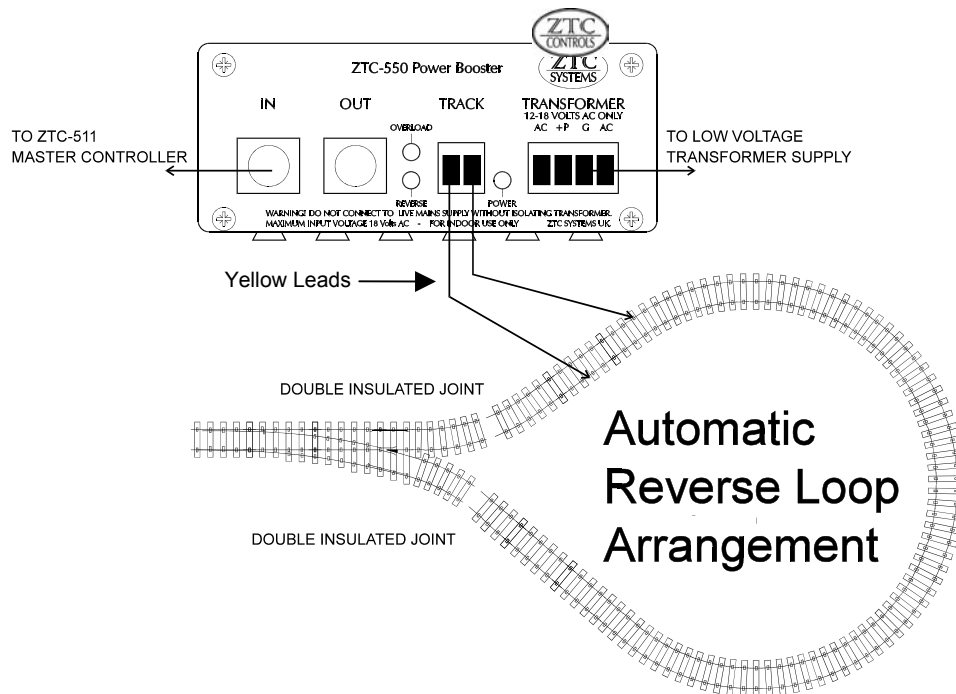 ZTC
CONTROLS
ZTC
SYSTEMS
ZTC-550 Power Booster
IN
OUT
TRACK
TRANSFORMER
12-18 VOLTS AC ONLY
AC +P G AC
OVERLOAD
REVERSE
POWER
WARNING! DO NOT CONNECT TO LIVE MAINS SUPPLY WITHOUT ISOLATING TRANSFORMER.
MAXIMUM INPUT VOLTAGE 18 Volts AC - FOR INDOOR USE ONLY ZTC SYSTEMS UK.
TO ZTC-511
MASTER CONTROLLER
TO LOW VOLTAGE
TRANSFORMER SUPPLY
Yellow Leads
DOUBLE INSULATED JOINT
DOUBLE INSULATED JOINT
Automatic
Reverse Loop
Arrangement